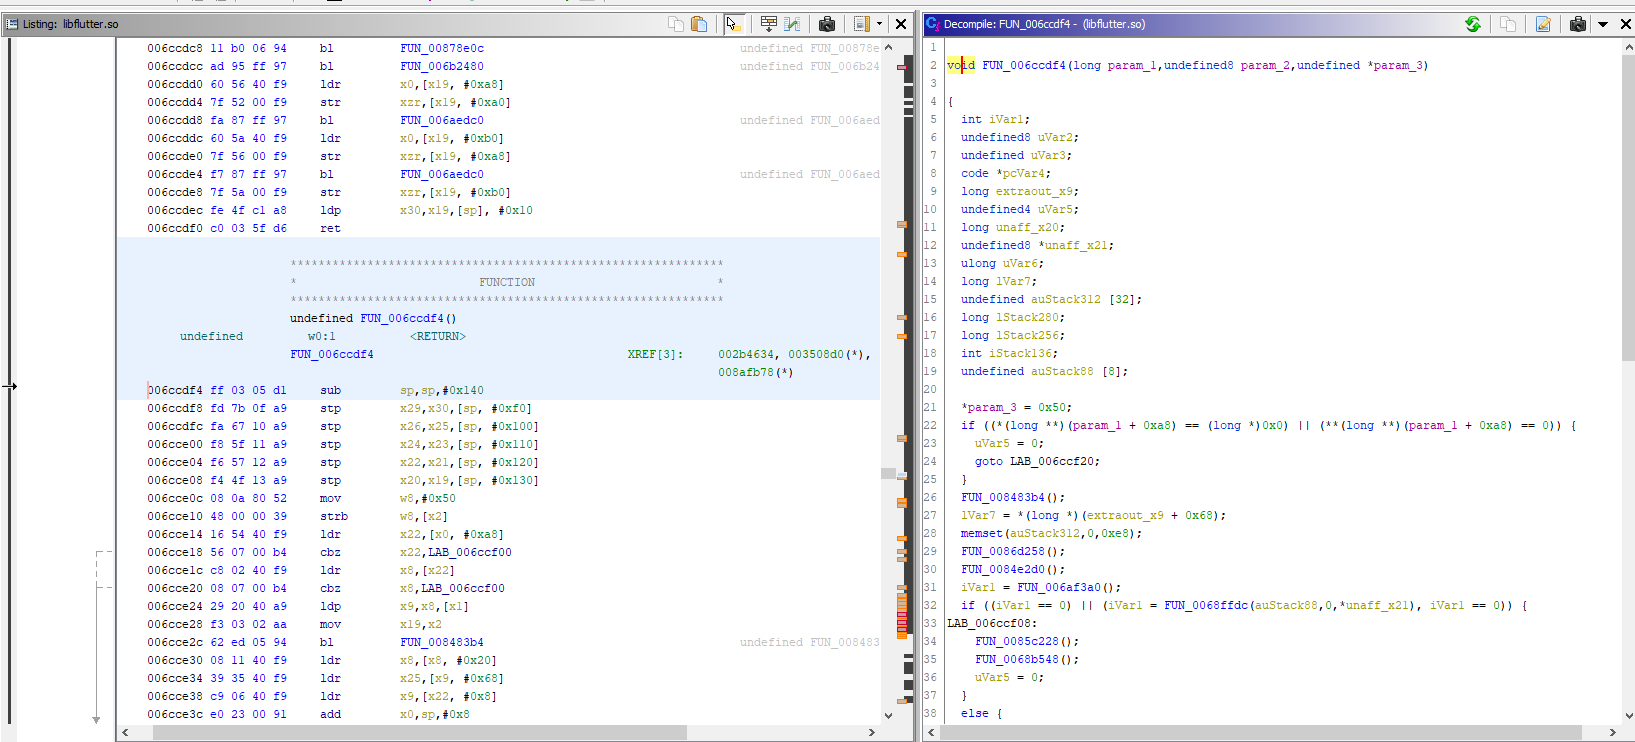 Listing: libflutter.so
006ccdc8 11 b0 06 94 bl FUN_00878e0c undefined FUN_00878e
006ccdcc ad 95 ff 97 bl FUN_006b2480 undefined FUN_006b24
006ccdd0 60 56 40 f9 ldr x0,[x19, #0xa8]
006ccdd4 7f 52 00 f9 str xzr,[x19, #0xa0]
006ccdd8 fa 87 ff 97 bl FUN_006aedc0 undefined FUN_006aed
006ccddc 60 5a 40 f9 ldr x0,[x19, #0xb0]
006ccde0 7f 56 00 f9 str xzr,[x19, #0xa8]
006ccde4 f7 87 ff 97 bl FUN_006aedc0 undefined FUN_006aed
006ccde8 7f 5a 00 f9 str xzr,[x19, #0xb0]
006ccdec fe 4f c1 a8 ldp x30,x19,[sp], #0x10
006ccdf0 c0 03 5f d6 ret
**************************************************************
* FUNCTION *
**************************************************************
undefined FUN_006ccdf4()
undefined w0:1 <RETURN>
FUN_006ccdf4 XREF[3]: 002b4634, 003508d0(*),
008afb78(*)
006ccdf4 ff 03 05 d1 sub sp,sp,#0x140
006ccdf8 fd 7b 0f a9 stp x29,x30,[sp, #0xf0]
006ccdfc fa 67 10 a9 stp x26,x25,[sp, #0x100]
006cce00 f8 5f 11 a9 stp x24,x23,[sp, #0x110]
006cce04 f6 57 12 a9 stp x22,x21,[sp, #0x120]
006cce08 f4 4f 13 a9 stp x20,x19,[sp, #0x130]
006cce0c 08 0a 80 52 mov w8,#0x50
006cce10 48 00 00 39 strb w8,[x2]
006cce14 16 54 40 f9 ldr x22,[x0, #0xa8]
006cce18 56 07 00 b4 cbz x22,LAB_006ccf00
006cce1c c8 02 40 f9 ldr x8,[x22]
006cce20 08 07 00 b4 cbz x8,LAB_006ccf00
006cce24 29 20 40 a9 ldp x9,x8,[x1]
006cce28 f3 03 02 aa mov x19,x2
006cce2c 62 ed 05 94 bl FUN_008483b4 undefined FUN_008483
006cce30 08 11 40 f9 ldr x8,[x8, #0x20]
006cce34 39 35 40 f9 ldr x25,[x9, #0x68]
006cce38 c9 06 40 f9 ldr x9,[x22, #0x8]
006cce3c e0 23 00 91 add x0,sp,#0x8
Decompile: FUN_006ccdf4 - (libflutter.so)
1
2 void FUN_006ccdf4(long param_1,undefined8 param_2,undefined *param_3)
3
4 {
5 int iVar1;
6 undefined8 uVar2;
7 undefined uVar3;
8 code *pcVar4;
9 long extraout_x9;
10 undefined4 uVar5;
11 long unaff_x20;
12 undefined8 *unaff_x21;
13 ulong uVar6;
14 long lVar7;
15 undefined auStack312 [32];
16 long lStack280;
17 long lStack256;
18 int iStack136;
19 undefined auStack88 [8];
20
21 *param_3 = 0x50;
22 if ((*(long **)(param_1 + 0xa8) == (long *)0x0) || (**(long **)(param_1 + 0xa8) == 0)) {
23 uVar5 = 0;
24 goto LAB_006ccf20;
25 }
26 FUN_008483b4();
27 lVar7 = *(long *)(extraout_x9 + 0x68);
28 memset(auStack312,0,0xe8);
29 FUN_0086d258();
30 FUN_0084e2d0();
31 iVar1 = FUN_006af3a0();
32 if ((iVar1 == 0) || (iVar1 = FUN_0068ffdc(auStack88,0,*unaff_x21), iVar1 == 0)) {
33 LAB_006ccf08:
34 FUN_0085c228();
35 FUN_0068b548();
36 uVar5 = 0;
37 }
38 else {